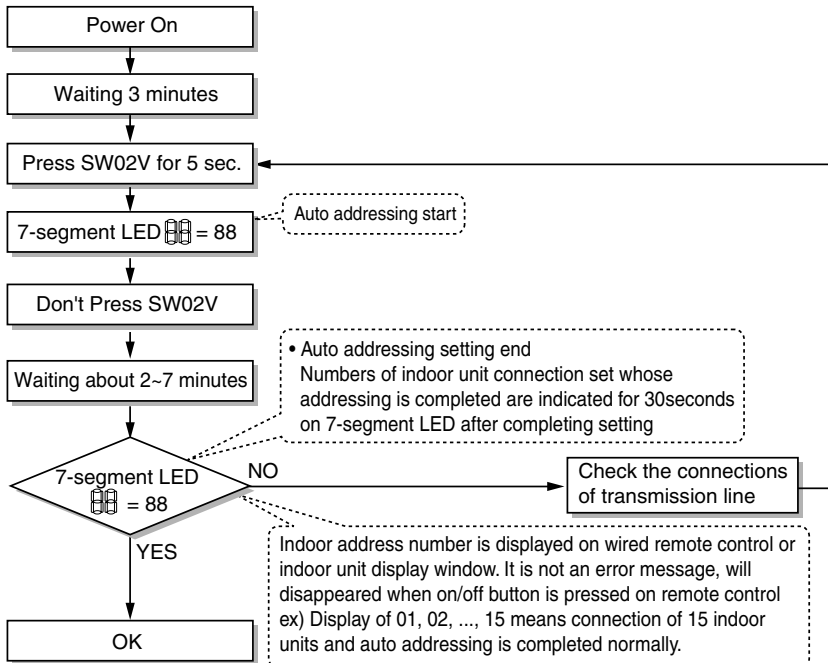 Power On
Waiting 3 minutes
Press SW02V for 5 sec.
7-segment LED 88 = 88
Auto addressing start
Don't Press SW02V
Waiting about 2~7 minutes
• Auto addressing setting end
Numbers of indoor unit connection set whose
addressing is completed are indicated for 30seconds
on 7-segment LED after completing setting
7-segment LED
88 = 88
NO
Check the connections
of transmission line
YES
Indoor address number is displayed on wired remote control or
indoor unit display window. It is not an error message, will
disappeared when on/off button is pressed on remote control
ex) Display of 01, 02, ..., 15 means connection of 15 indoor
units and auto addressing is completed normally.
OK